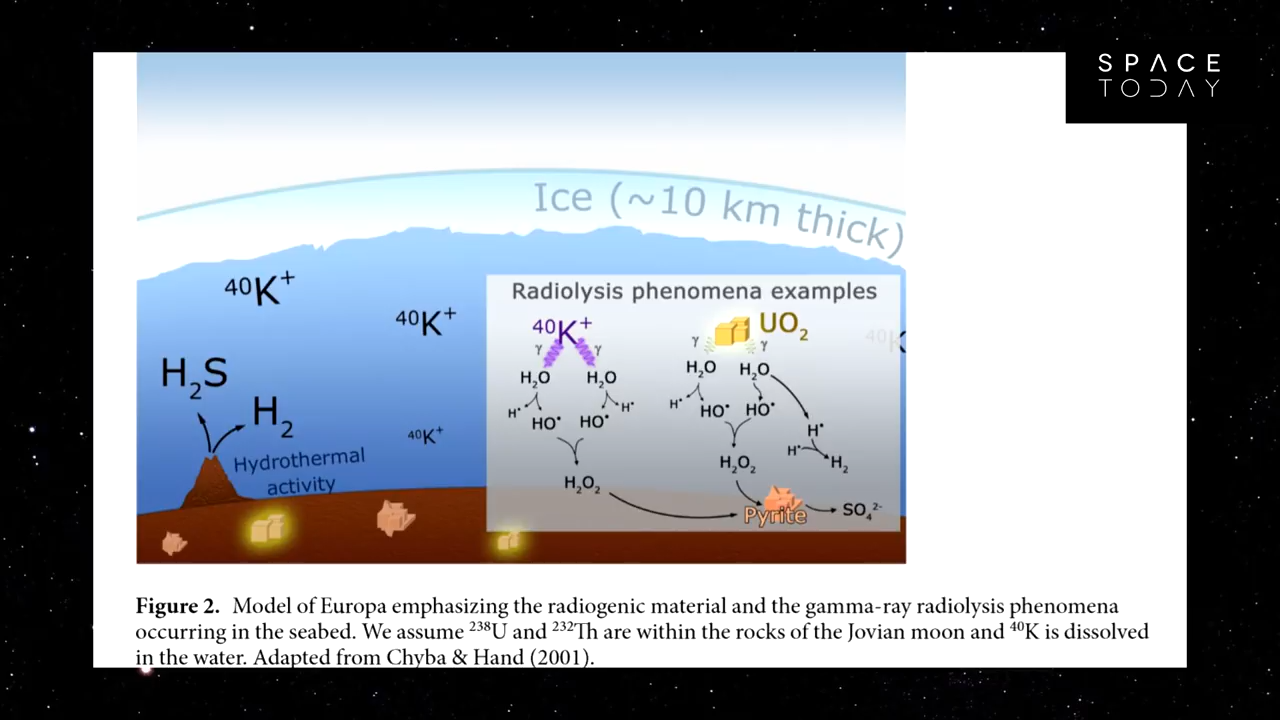 SPACE
TODAY
Ice (~10 km thick)
⁴⁰K⁺
⁴⁰K⁺
⁴⁰K
H₂S
H₂
⁴⁰K⁺
Hydrothermal
activity
Radiolysis phenomena examples
⁴⁰K⁺
UO₂
γ
γ
γ
γ
H₂O
H₂O
H₂O
H₂O
H•
HO•
HO•
H•
H•
HO•
HO•
H•
H•
H₂
H₂O₂
H₂O₂
Pyrite
SO₄²⁻
Figure 2. Model of Europa emphasizing the radiogenic material and the gamma-ray radiolysis phenomena
occurring in the seabed. We assume ²³⁸U and ²³²Th are within the rocks of the Jovian moon and ⁴⁰K is dissolved
in the water. Adapted from Chyba & Hand (2001).